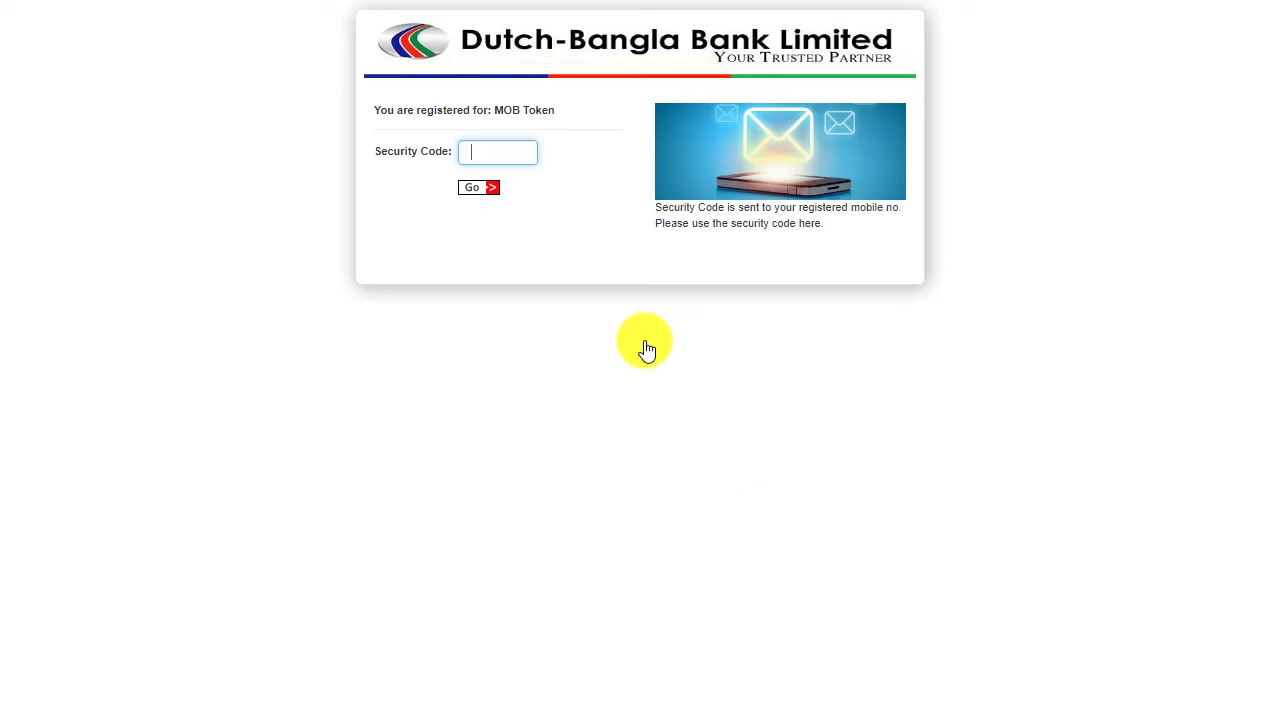 Dutch-Bangla Bank Limited
YOUR TRUSTED PARTNER
You are registered for: MOB Token
Security Code:
Go >
Security Code is sent to your registered mobile no.
Please use the security code here.